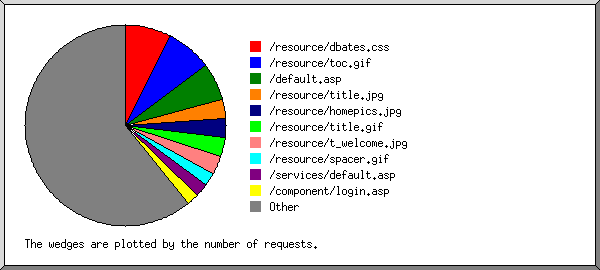 /resource/dbates.css
/resource/toc.gif
/default.asp
/resource/title.jpg
/resource/homepics.jpg
/resource/title.gif
/resource/t_welcome.jpg
/resource/spacer.gif
/services/default.asp
/component/login.asp
Other
The wedges are plotted by the number of requests.